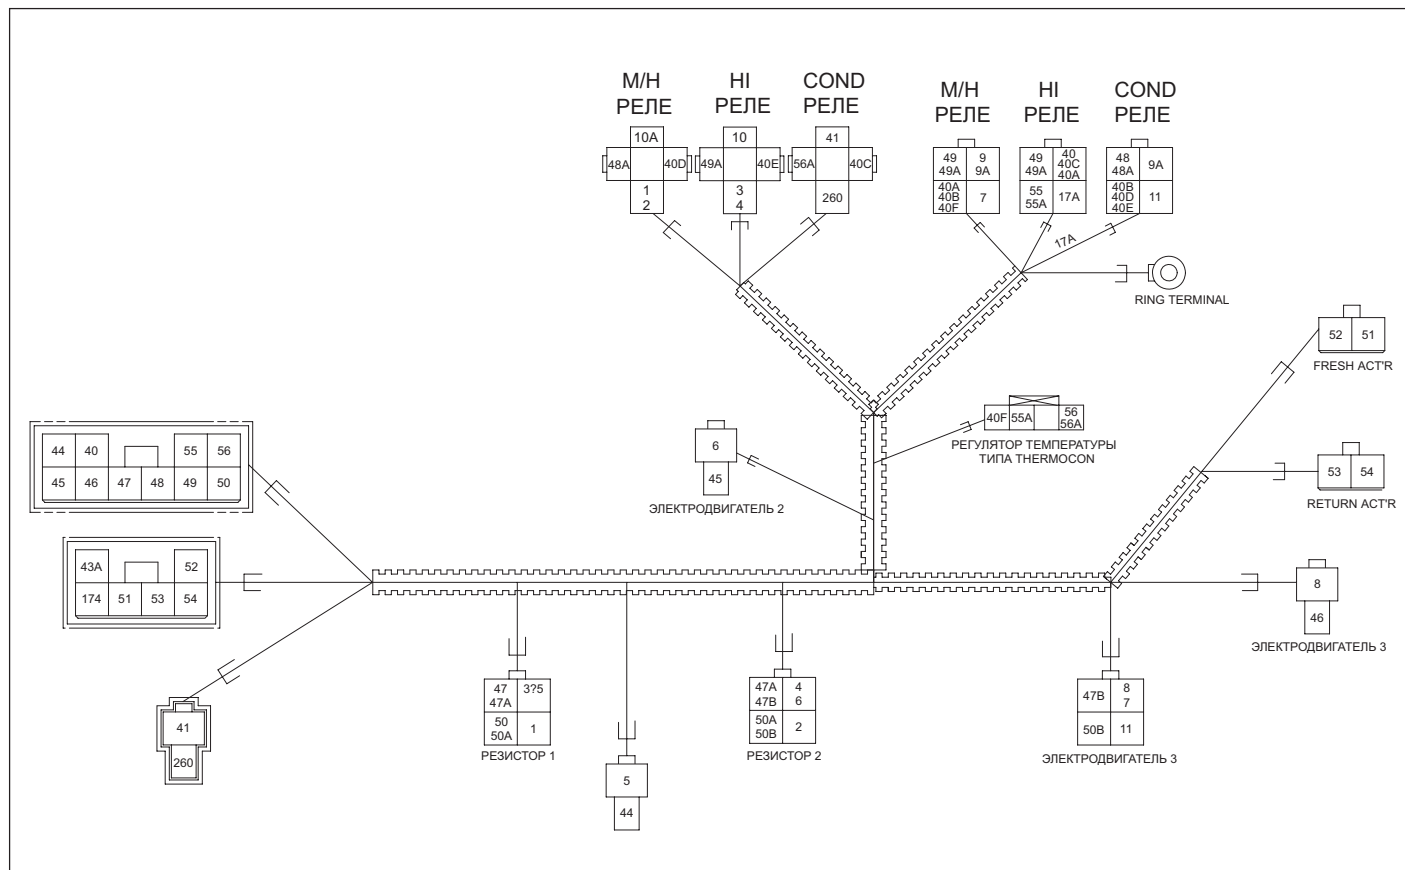 M/H
РЕЛЕ
HI
РЕЛЕ
COND
РЕЛЕ
10A
48A
40D
1
2
10
49A
40E
3
4
41
56A
40C
260
M/H
РЕЛЕ
HI
РЕЛЕ
COND
РЕЛЕ
49
49A
9
9A
40A
40B
40F
7
49
49A
40
40C
40A
55
55A
17A
48
48A
9A
40B
40D
40E
11
17A
RING TERMINAL
52 51
FRESH ACT'R
40F 55A
56
56A
РЕГУЛЯТОР ТЕМПЕРАТУРЫ
ТИПА THERMOCON
6
45
ЭЛЕКТРОДВИГАТЕЛЬ 2
53 54
RETURN ACT'R
44 40 55 56
45 46 47 48 49 50
43A 52
174 51 53 54
41
260
47
47A
3?5
50
50A
1
РЕЗИСТОР 1
5
44
47A
47B
4
6
50A
50B
2
РЕЗИСТОР 2
47B
8
7
50B
11
ЭЛЕКТРОДВИГАТЕЛЬ 3
8
46
ЭЛЕКТРОДВИГАТЕЛЬ 3